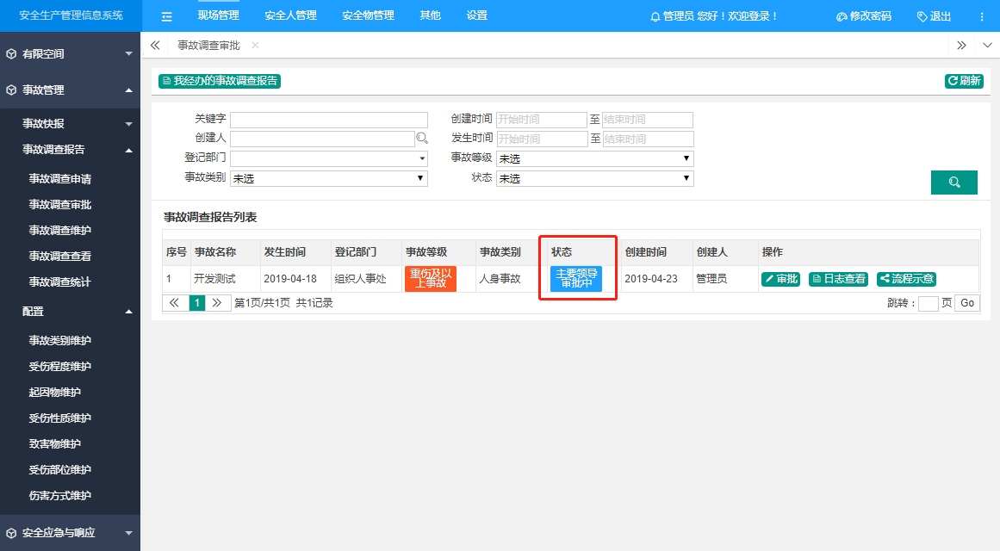 安全生产管理信息系统
现场管理 安全人管理 安全物管理 其他 设置
管理员 您好！欢迎登录！
修改密码 退出
有限空间
事故管理
事故快报
事故调查报告
事故调查申请
事故调查审批
事故调查维护
事故调查查看
事故调查统计
配置
事故类别维护
受伤程度维护
起因物维护
受伤性质维护
致害物维护
受伤部位维护
伤害方式维护
安全应急与响应
事故调查审批
我经办的事故调查报告 刷新
关键字 创建时间 开始时间 至 结束时间
创建人 发生时间 开始时间 至 结束时间
登记部门 事故等级 未选
事故类别 未选 状态 未选
事故调查报告列表
序号 事故名称 发生时间 登记部门 事故等级 事故类别 状态 创建时间 创建人 操作
1 开发测试 2019-04-18 组织人事处 重伤及以上事故 人身事故 主要领导审批中 2019-04-23 管理员 审批 日志查看 流程示意
1 第1页/共1页 共1记录 跳转： 页 Go